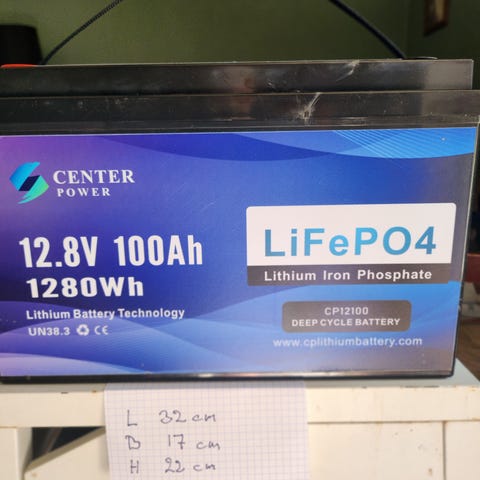 CENTER
POWER
12.8V 100Ah
1280Wh
Lithium Battery Technology
UN38.3 CE
LiFePO4
Lithium Iron Phosphate
CP12100
DEEP CYCLE BATTERY
www.cplithiumbattery.com
L 32 cm
B 17 cm
H 22 cm